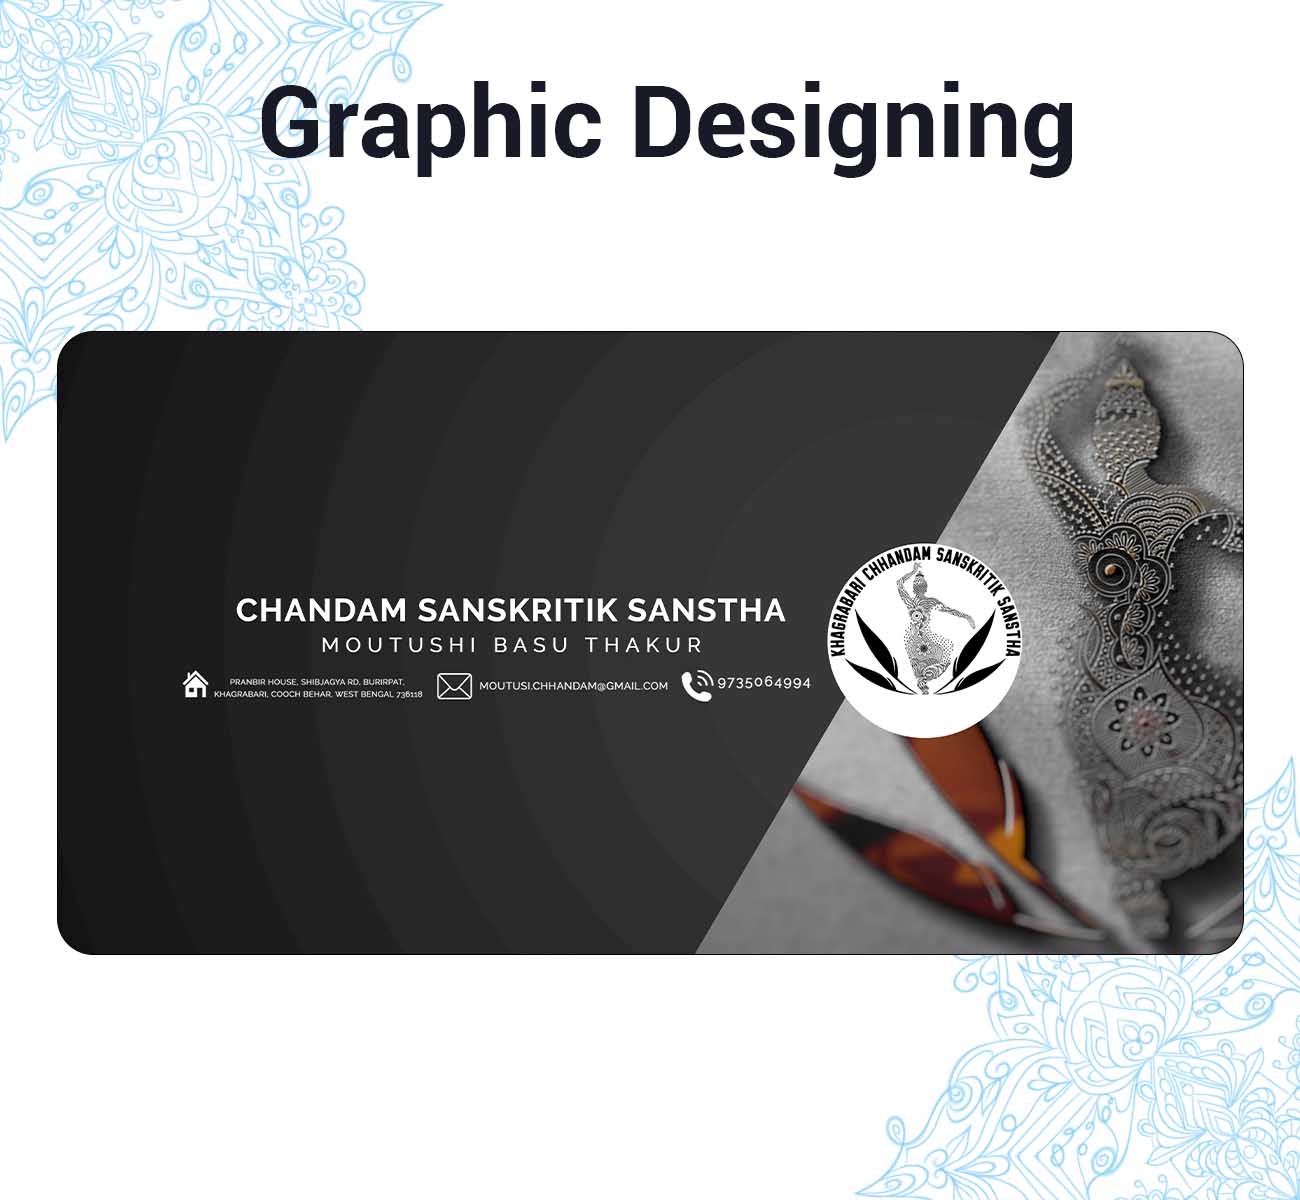 Graphic Designing
KHAGRABARI CHHANDAM SANSKRITIK SANSTHA
CHANDAM SANSKRITIK SANSTHA
MOUTUSHI BASU THAKUR
PRANBIR HOUSE, SHIBJAGYA RD, BURIRPAT,
KHAGRABARI, COOCH BEHAR, WEST BENGAL 736118
MOUTUSI.CHHANDAM@GMAIL.COM
9735064994